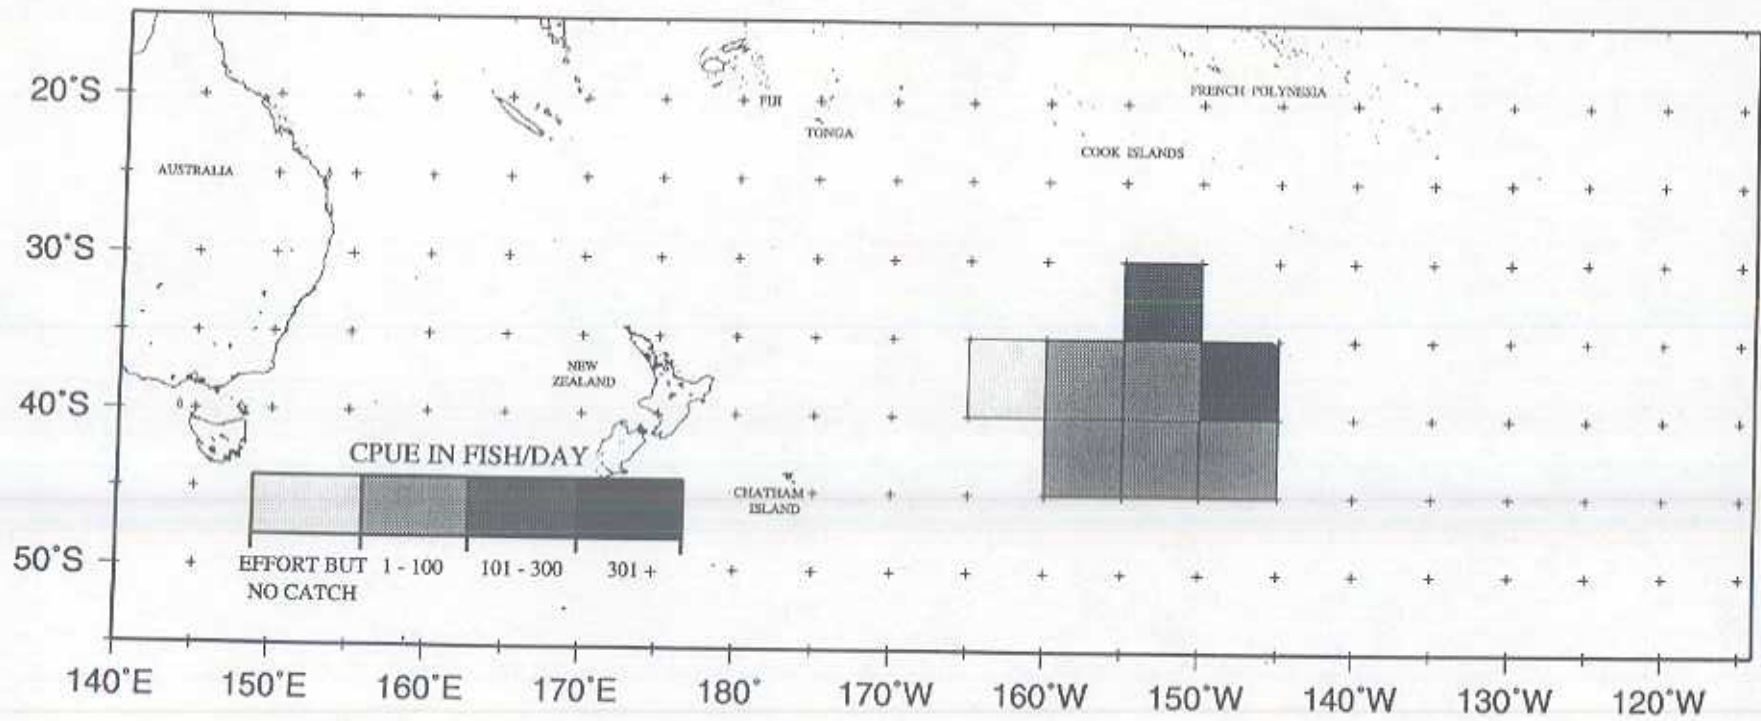 20°S
FIJI
FRENCH POLYNESIA
TONGA
COOK ISLANDS
AUSTRALIA
30°S
NEW
ZEALAND
40°S
CPUE IN FISH/DAY
CHATHAM
ISLAND
50°S
EFFORT BUT 1 - 100 101 - 300 301 +
NO CATCH
140°E 150°E 160°E 170°E 180° 170°W 160°W 150°W 140°W 130°W 120°W